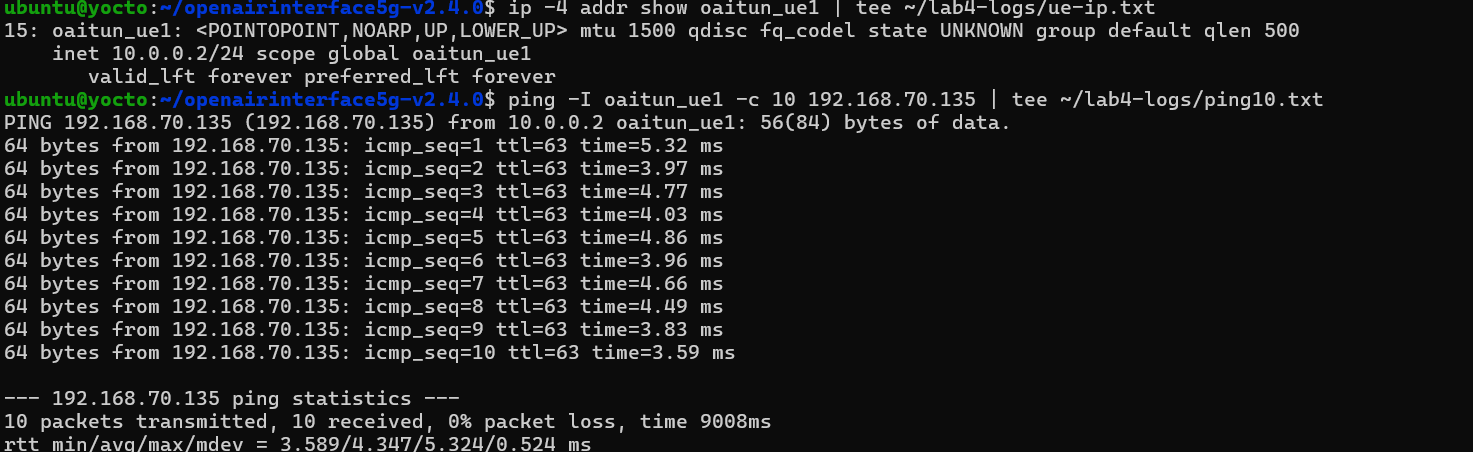 ubuntu@yocto:~/openairinterface5g-v2.4.0$ ip -4 addr show oaitun_ue1 | tee ~/lab4-logs/ue-ip.txt
15: oaitun_ue1: <POINTOPOINT,NOARP,UP,LOWER_UP> mtu 1500 qdisc fq_codel state UNKNOWN group default qlen 500
    inet 10.0.0.2/24 scope global oaitun_ue1
       valid_lft forever preferred_lft forever
ubuntu@yocto:~/openairinterface5g-v2.4.0$ ping -I oaitun_ue1 -c 10 192.168.70.135 | tee ~/lab4-logs/ping10.txt
PING 192.168.70.135 (192.168.70.135) from 10.0.0.2 oaitun_ue1: 56(84) bytes of data.
64 bytes from 192.168.70.135: icmp_seq=1 ttl=63 time=5.32 ms
64 bytes from 192.168.70.135: icmp_seq=2 ttl=63 time=3.97 ms
64 bytes from 192.168.70.135: icmp_seq=3 ttl=63 time=4.77 ms
64 bytes from 192.168.70.135: icmp_seq=4 ttl=63 time=4.03 ms
64 bytes from 192.168.70.135: icmp_seq=5 ttl=63 time=4.86 ms
64 bytes from 192.168.70.135: icmp_seq=6 ttl=63 time=3.96 ms
64 bytes from 192.168.70.135: icmp_seq=7 ttl=63 time=4.66 ms
64 bytes from 192.168.70.135: icmp_seq=8 ttl=63 time=4.49 ms
64 bytes from 192.168.70.135: icmp_seq=9 ttl=63 time=3.83 ms
64 bytes from 192.168.70.135: icmp_seq=10 ttl=63 time=3.59 ms

--- 192.168.70.135 ping statistics ---
10 packets transmitted, 10 received, 0% packet loss, time 9008ms
rtt min/avg/max/mdev = 3.589/4.347/5.324/0.524 ms